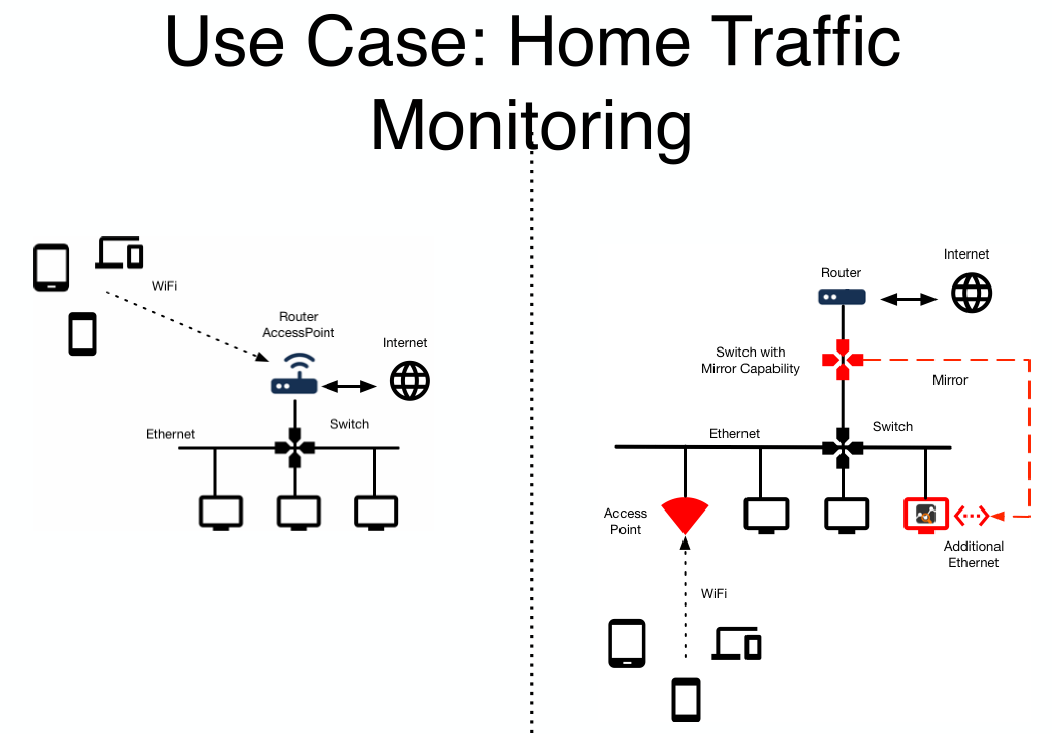 Use Case: Home Traffic
Monitoring
WiFi
Router
AccessPoint
Internet
Ethernet
Switch
Internet
Router
Switch with
Mirror Capability
Mirror
Ethernet
Switch
Access
Point
Additional
Ethernet
WiFi